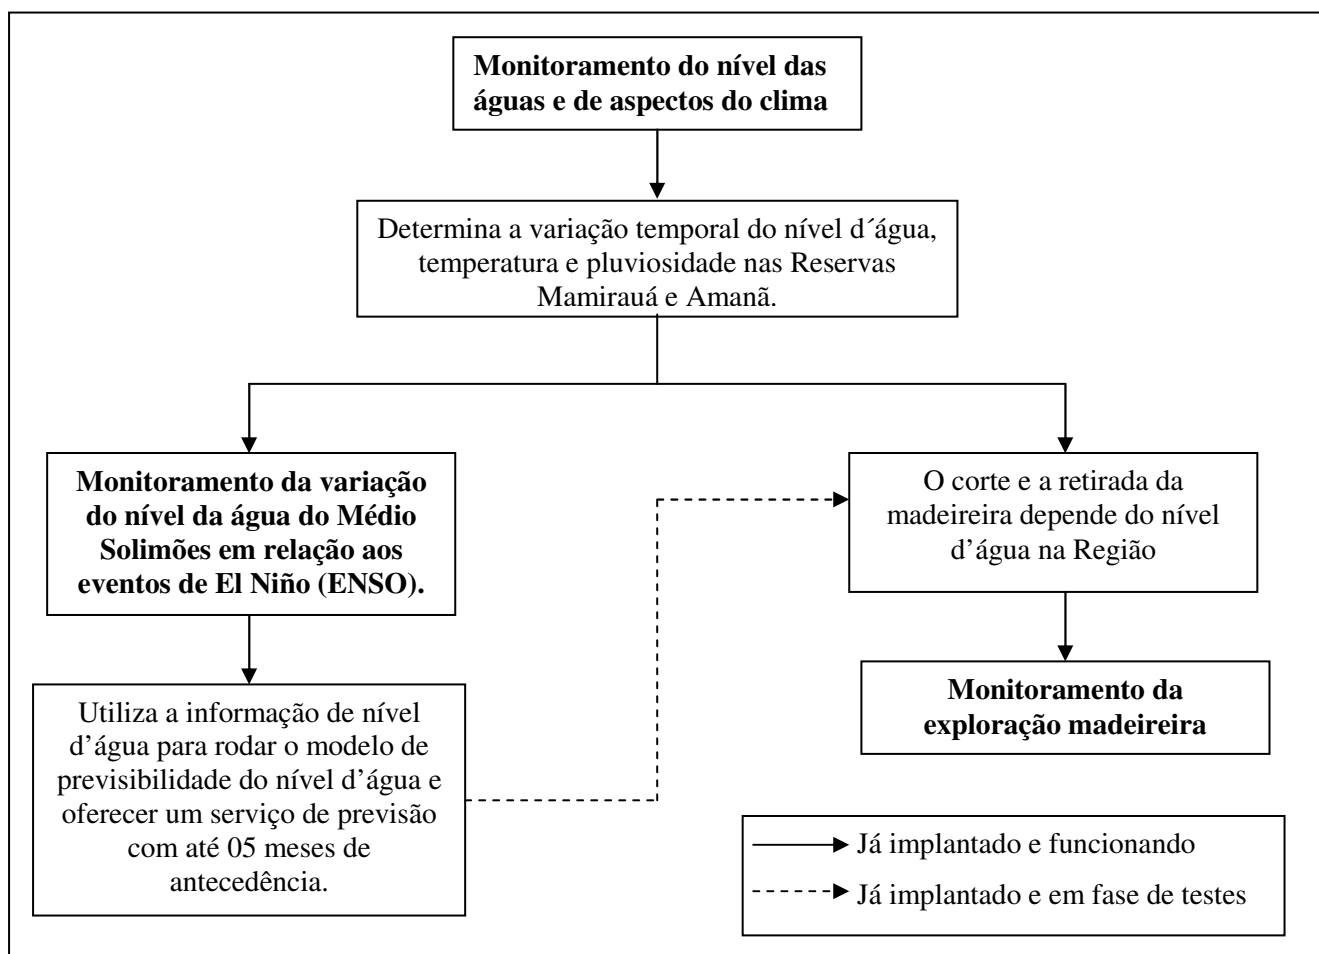 Monitoramento do nível das
águas e de aspectos do clima
Determina a variação temporal do nível d´água,
temperatura e pluviosidade nas Reservas
Mamirauá e Amanã.
Monitoramento da variação
do nível da água do Médio
Solimões em relação aos
eventos de El Niño (ENSO).
O corte e a retirada da
madeireira depende do nível
d’água na Região
Utiliza a informação de nível
d’água para rodar o modelo de
previsibilidade do nível d’água e
oferecer um serviço de previsão
com até 05 meses de
antecedência.
Monitoramento da
exploração madeireira
Já implantado e funcionando
Já implantado e em fase de testes